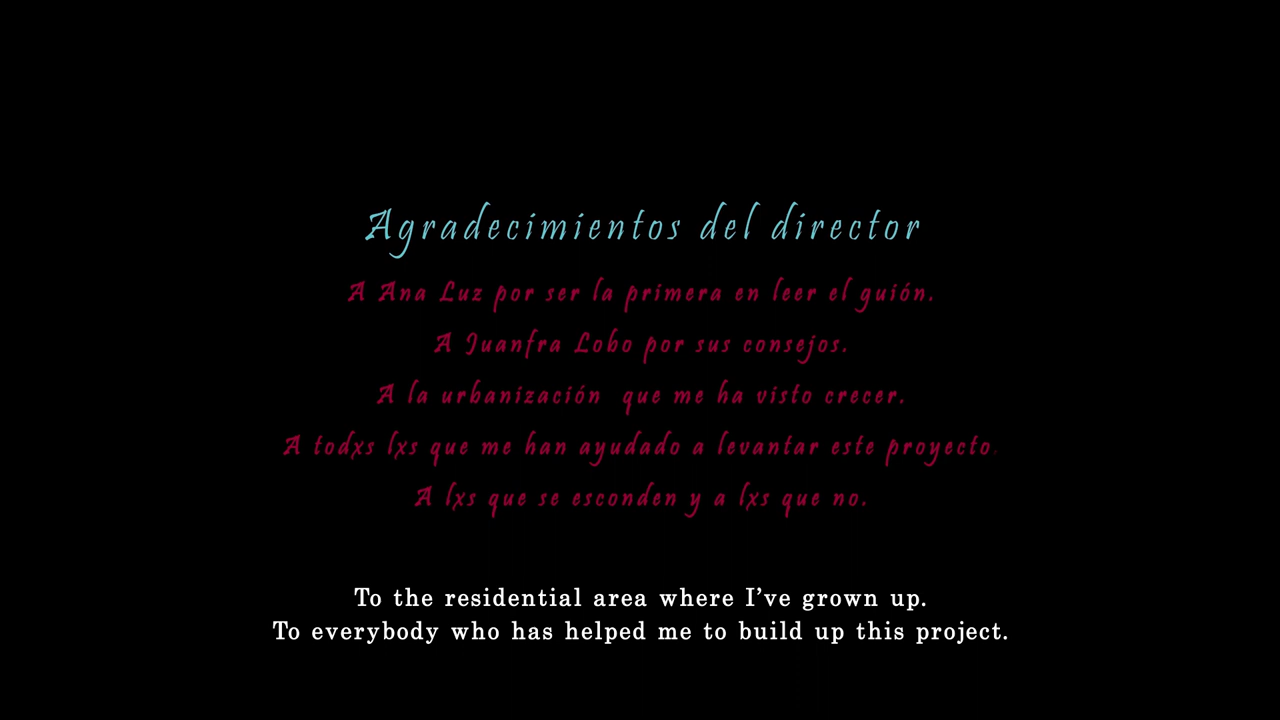 Agradecimientos del director
A Ana Luz por ser la primera en leer el guión.
A Juanfra Lobo por sus consejos.
A la urbanización que me ha visto crecer.
A todxs lxs que me han ayudado a levantar este proyecto.
A lxs que se esconden y a lxs que no.
To the residential area where I’ve grown up.
To everybody who has helped me to build up this project.